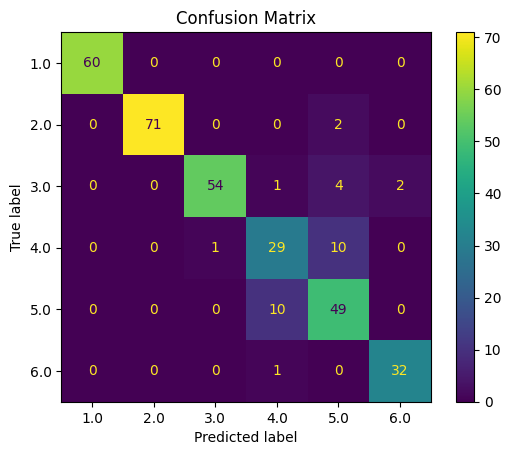 Confusion Matrix
True label
1.0 60 0 0 0 0 0
2.0 0 71 0 0 2 0
3.0 0 0 54 1 4 2
4.0 0 0 1 29 10 0
5.0 0 0 0 10 49 0
6.0 0 0 0 1 0 32
1.0 2.0 3.0 4.0 5.0 6.0
Predicted label
70
60
50
40
30
20
10
0